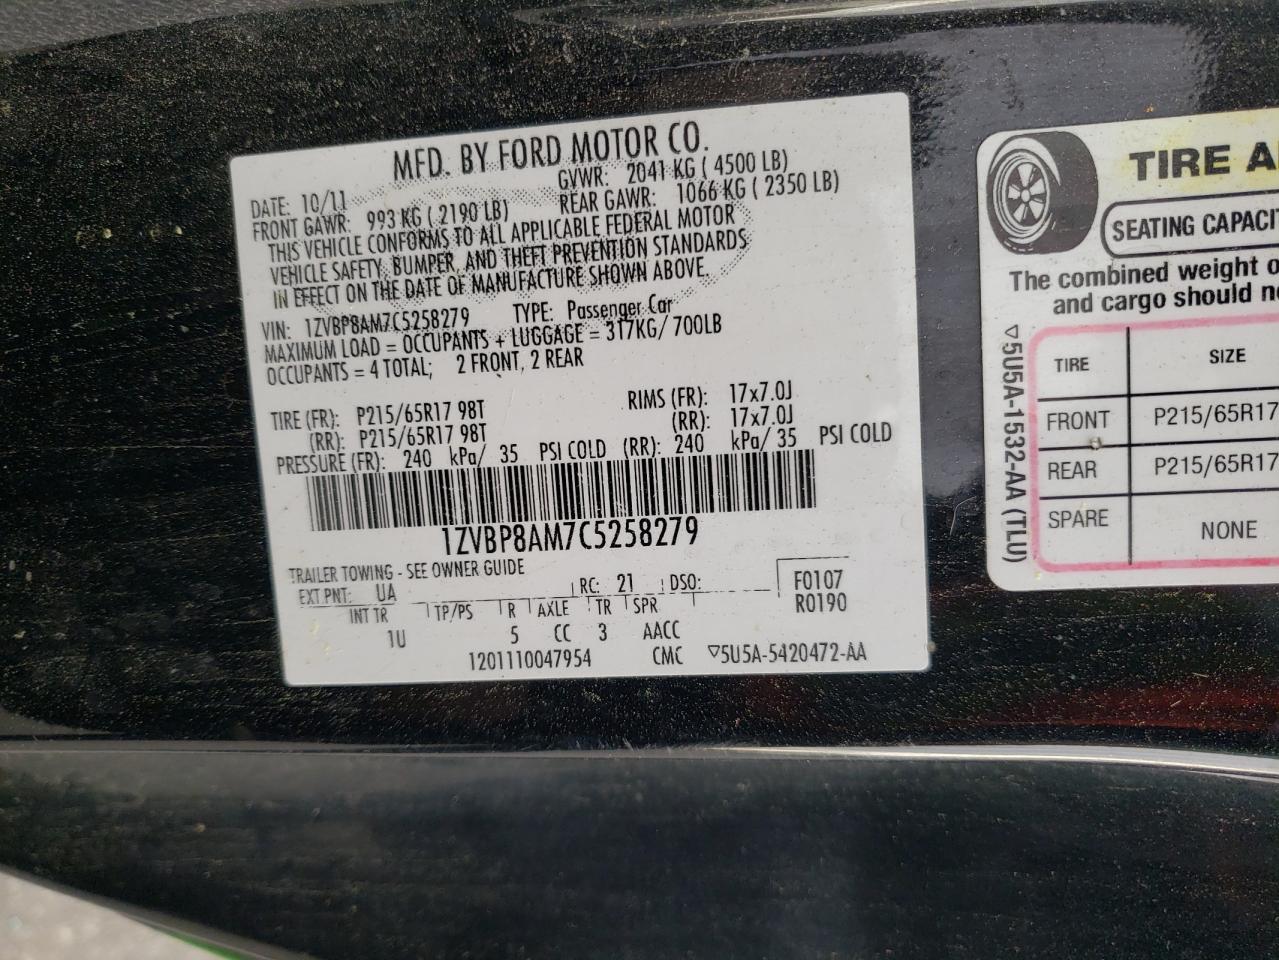 MFD. BY FORD MOTOR CO.
DATE: 10/11 GVWR: 2041 KG ( 4500 LB)
FRONT GAWR: 993 KG ( 2190 LB) REAR GAWR: 1066 KG ( 2350 LB)
THIS VEHICLE CONFORMS TO ALL APPLICABLE FEDERAL MOTOR
VEHICLE SAFETY, BUMPER, AND THEFT PREVENTION STANDARDS
IN EFFECT ON THE DATE OF MANUFACTURE SHOWN ABOVE.
VIN: 1ZVBP8AM7C5258279 TYPE: Passenger Car
MAXIMUM LOAD = OCCUPANTS + LUGGAGE = 317KG/ 700LB
OCCUPANTS = 4 TOTAL; 2 FRONT, 2 REAR
TIRE (FR): P215/65R17 98T RIMS (FR): 17x7.0J
(RR): P215/65R17 98T (RR): 17x7.0J
PRESSURE (FR): 240 kPa/ 35 PSI COLD (RR): 240 kPa/ 35 PSI COLD
1ZVBP8AM7C5258279
TRAILER TOWING - SEE OWNER GUIDE
EXT PNT: UA RC: 21 DSO: F0107
INT TR TP/PS R AXLE TR SPR R0190
1U 5 CC 3 AACC
1201110047954 CMC ▽5U5A-5420472-AA
TIRE A
SEATING CAPACI
The combined weight o
and cargo should n
▽5U5A-1532-AA (TLU)
TIRE SIZE
FRONT P215/65R17
REAR P215/65R17
SPARE NONE